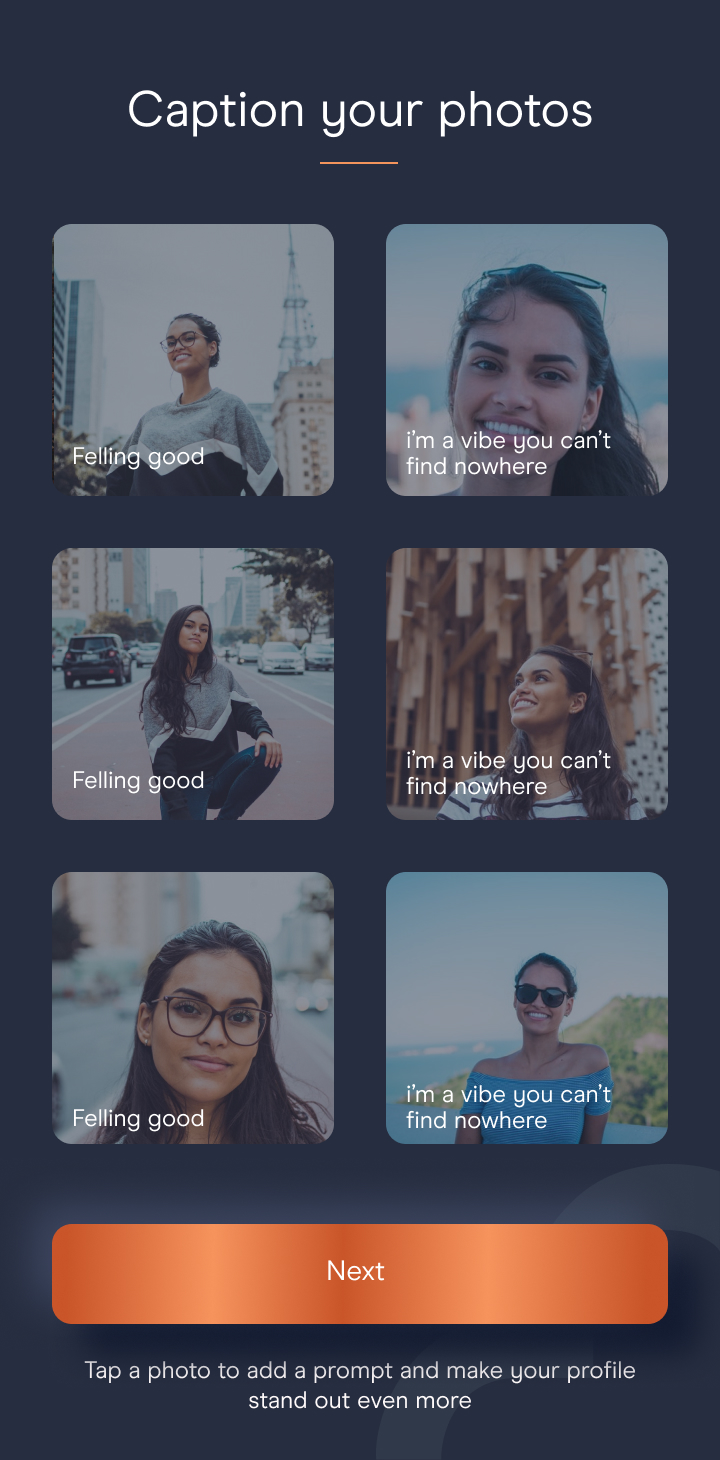 Caption your photos
Felling good
i’m a vibe you can’t
find nowhere
Felling good
i’m a vibe you can’t
find nowhere
Felling good
i’m a vibe you can’t
find nowhere
Next
Tap a photo to add a prompt and make your profile
stand out even more